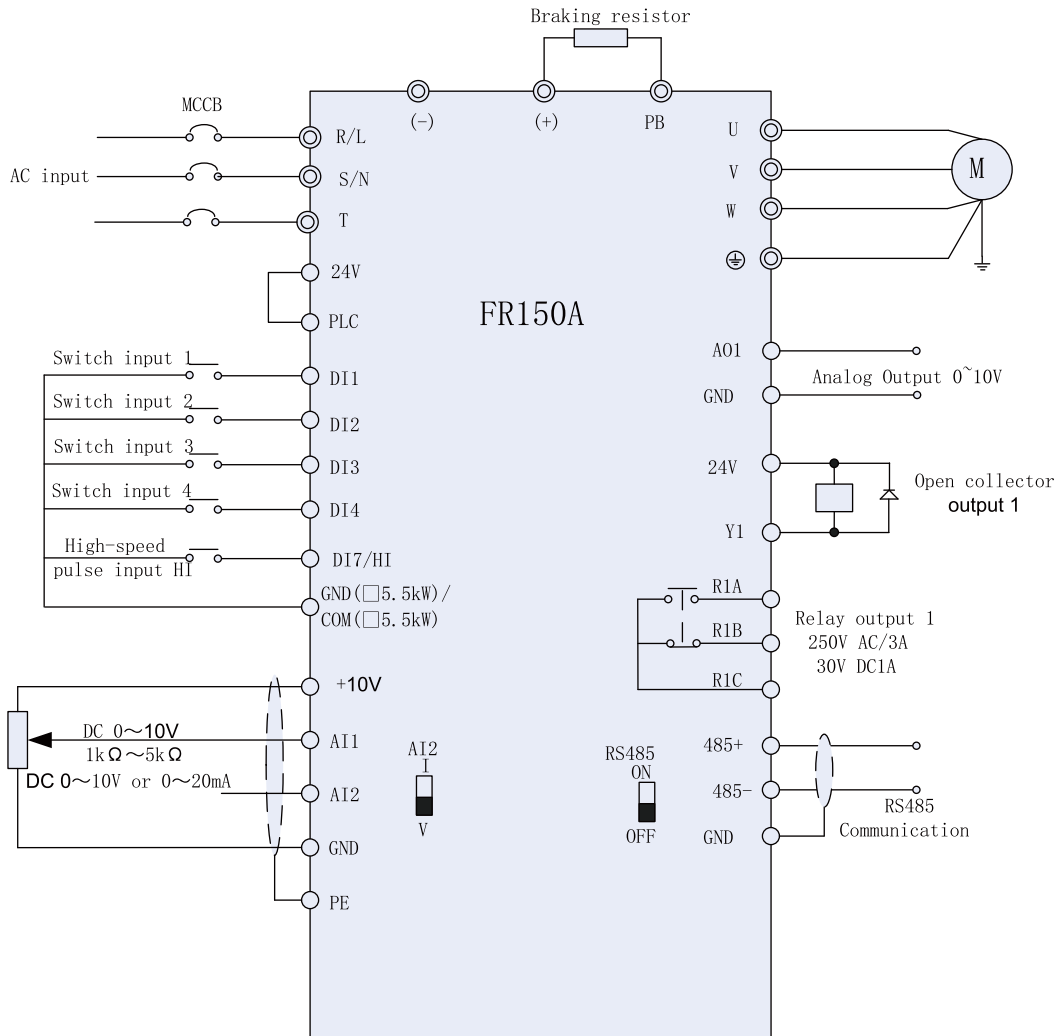 Braking resistor
MCCB
(-)
(+)
PB
R/L
AC input
S/N
T
U
V
W
M
24V
PLC
FR150A
Switch input 1
DI1
Switch input 2
DI2
Switch input 3
DI3
Switch input 4
DI4
High-speed
pulse input HI
DI7/HI
GND(□5.5kW)/
COM(□5.5kW)
AO1
Analog Output 0~10V
GND
24V
Open collector
output 1
Y1
R1A
R1B
R1C
Relay output 1
250V AC/3A
30V DC1A
+10V
DC 0～10V
1kΩ～5kΩ
AI1
DC 0～10V or 0～20mA
AI2
GND
PE
AI2
I
V
RS485
ON
OFF
485+
485-
GND
RS485
Communication